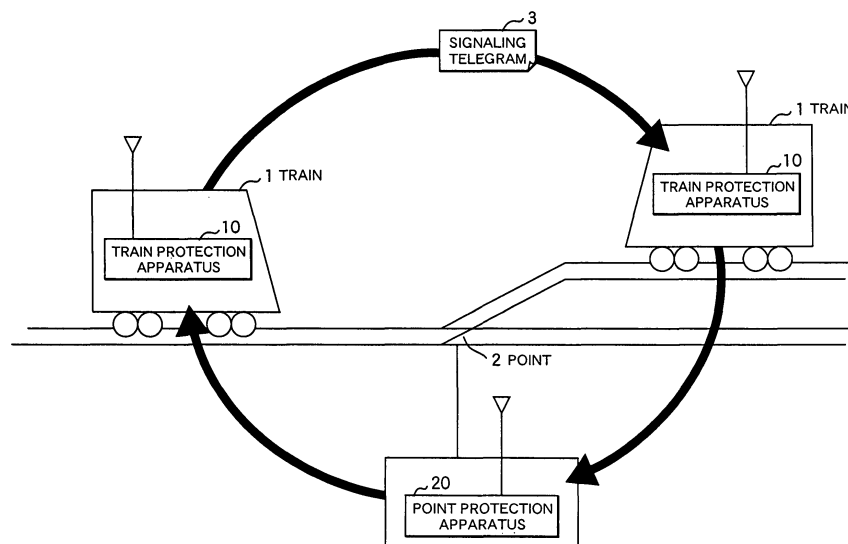 3
SIGNALING
TELEGRAM
1 TRAIN
10
TRAIN PROTECTION
APPARATUS
1 TRAIN
10
TRAIN PROTECTION
APPARATUS
2 POINT
20
POINT PROTECTION
APPARATUS